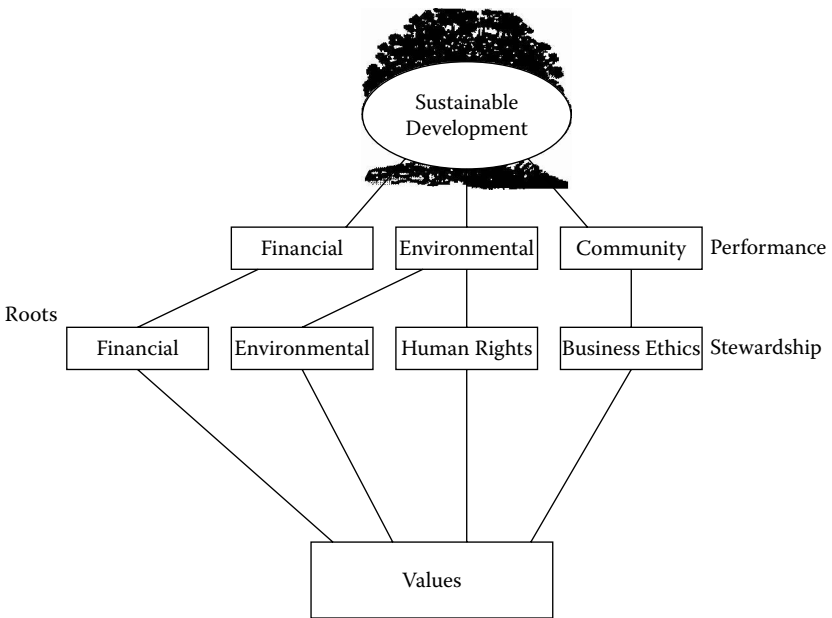 Sustainable
Development
Financial
Environmental
Community
Performance
Roots
Financial
Environmental
Human Rights
Business Ethics
Stewardship
Values